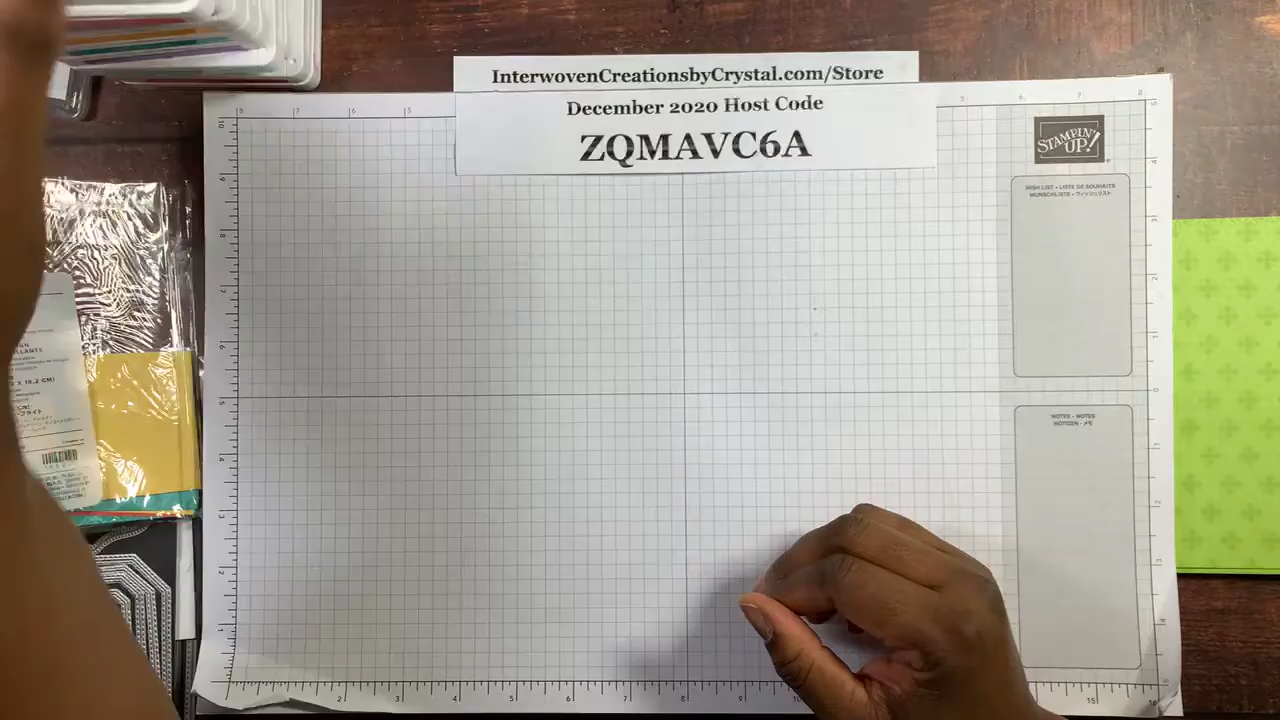 InterwovenCreationsbyCrystal.com/Store
December 2020 Host Code
ZQMAVC6A
STAMPIN' UP!
WISH LIST • LISTE DE SOUHAITS
WUNSCHLISTE • ウィッシュリスト
NOTES • NOTES
NOTIZEN • メモ